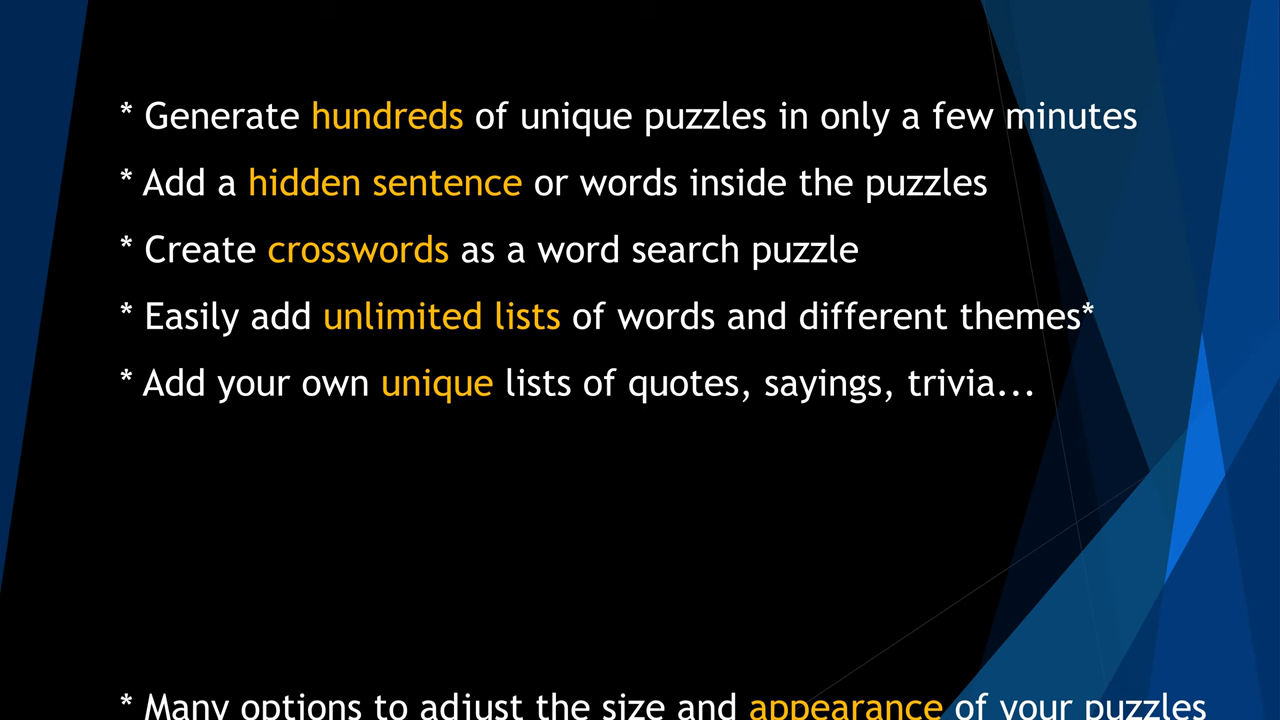 * Generate hundreds of unique puzzles in only a few minutes
* Add a hidden sentence or words inside the puzzles
* Create crosswords as a word search puzzle
* Easily add unlimited lists of words and different themes*
* Add your own unique lists of quotes, sayings, trivia...
* Many options to adjust the size and appearance of your puzzles